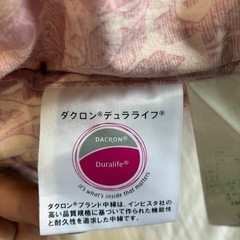 ダクロン®デュラライフ®
DACRON®
Duralife®
it's what's inside that matters
ダクロン®ブランド中綿は、インビスタ社の
高い品質規格に基づいて作られた機能性
と耐久性を追求した中綿です。